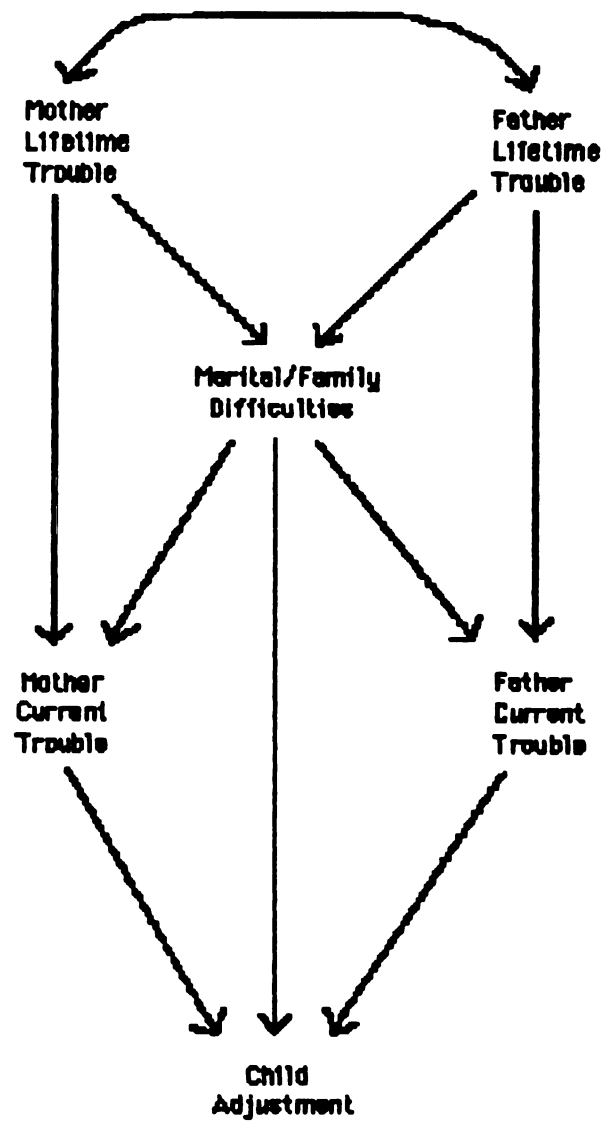 Mother
Lifetime
Trouble
Father
Lifetime
Trouble
Marital/Family
Difficulties
Mother
Current
Trouble
Father
Current
Trouble
Child
Adjustment